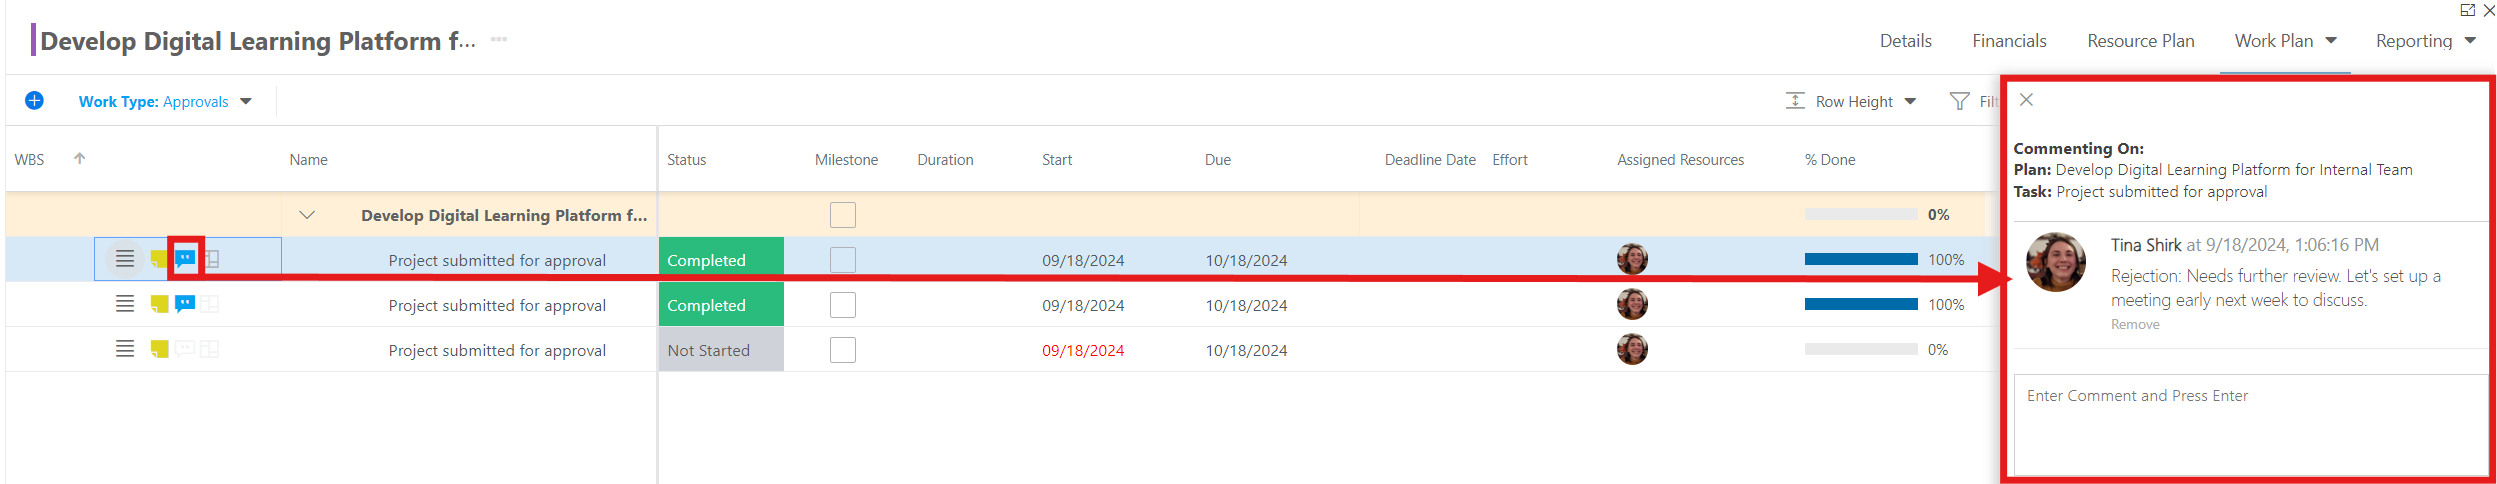 Develop Digital Learning Platform f...
Details Financials Resource Plan Work Plan Reporting
Work Type: Approvals
Row Height
Filt
WBS Name Status Milestone Duration Start Due Deadline Date Effort Assigned Resources % Done
Develop Digital Learning Platform f... 0%
Project submitted for approval Completed 09/18/2024 10/18/2024 100%
Project submitted for approval Completed 09/18/2024 10/18/2024 100%
Project submitted for approval Not Started 09/18/2024 10/18/2024 0%
Commenting On:
Plan: Develop Digital Learning Platform for Internal Team
Task: Project submitted for approval
Tina Shirk at 9/18/2024, 1:06:16 PM
Rejection: Needs further review. Let's set up a
meeting early next week to discuss.
Remove
Enter Comment and Press Enter